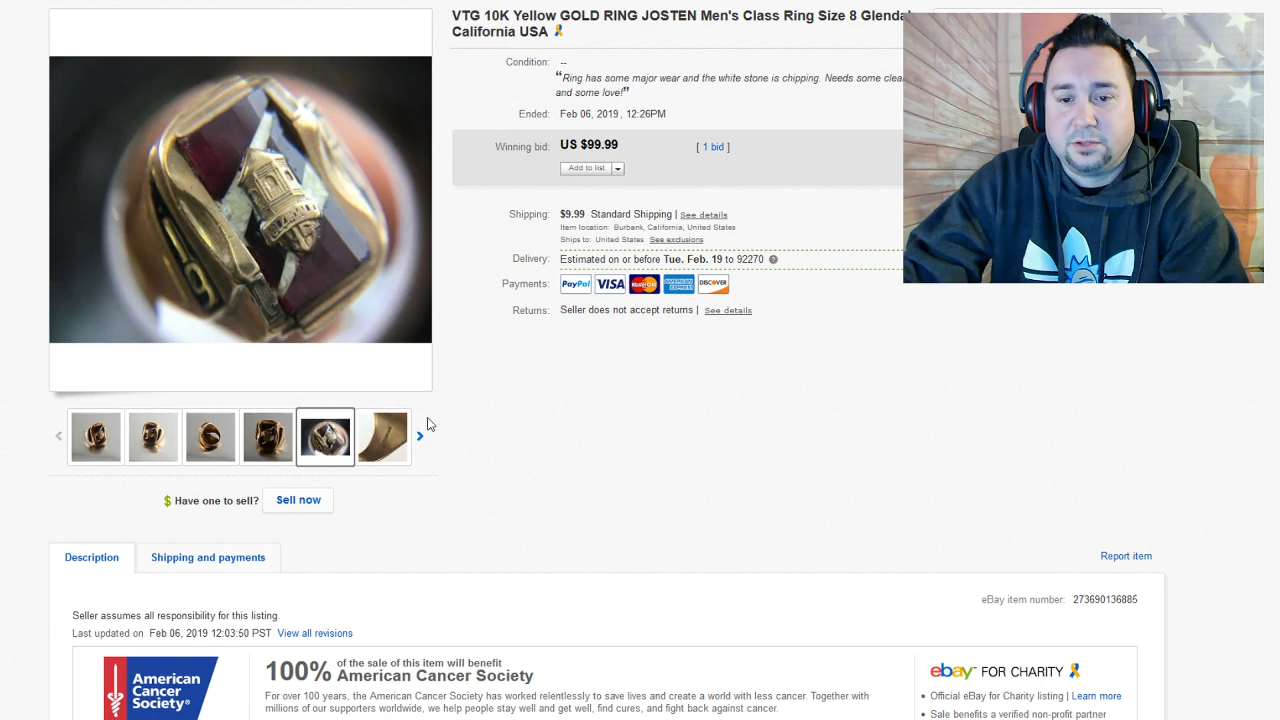 VTG 10K Yellow GOLD RING JOSTEN Men's Class Ring Size 8
California USA
Condition: --
"Ring has some major wear and the white stone is chipping. Needs some
and some love!"
Ended: Feb 06, 2019 , 12:26PM
Winning bid: US $99.99 [ 1 bid ]
Add to list
Shipping: $9.99 Standard Shipping | See details
Item location: Burbank, California, United States
Ships to: United States See exclusions
Delivery: Estimated on or before Tue. Feb. 19 to 92270
Payments: PayPal VISA MasterCard AMERICAN EXPRESS DISCOVER
Returns: Seller does not accept returns | See details
$ Have one to sell? Sell now
Description Shipping and payments
Report item
eBay item number: 273690136885
Seller assumes all responsibility for this listing.
Last updated on Feb 06, 2019 12:03:50 PST View all revisions
American
Cancer
Society®
100% of the sale of this item will benefit
American Cancer Society
For over 100 years, the American Cancer Society has worked relentlessly to save lives and create a world with less cancer. Together with
millions of our supporters worldwide, we help people stay well and get well, find cures, and fight back against cancer.
ebay™ FOR CHARITY
• Official eBay for Charity listing | Learn more
• Sale benefits a verified non-profit partner